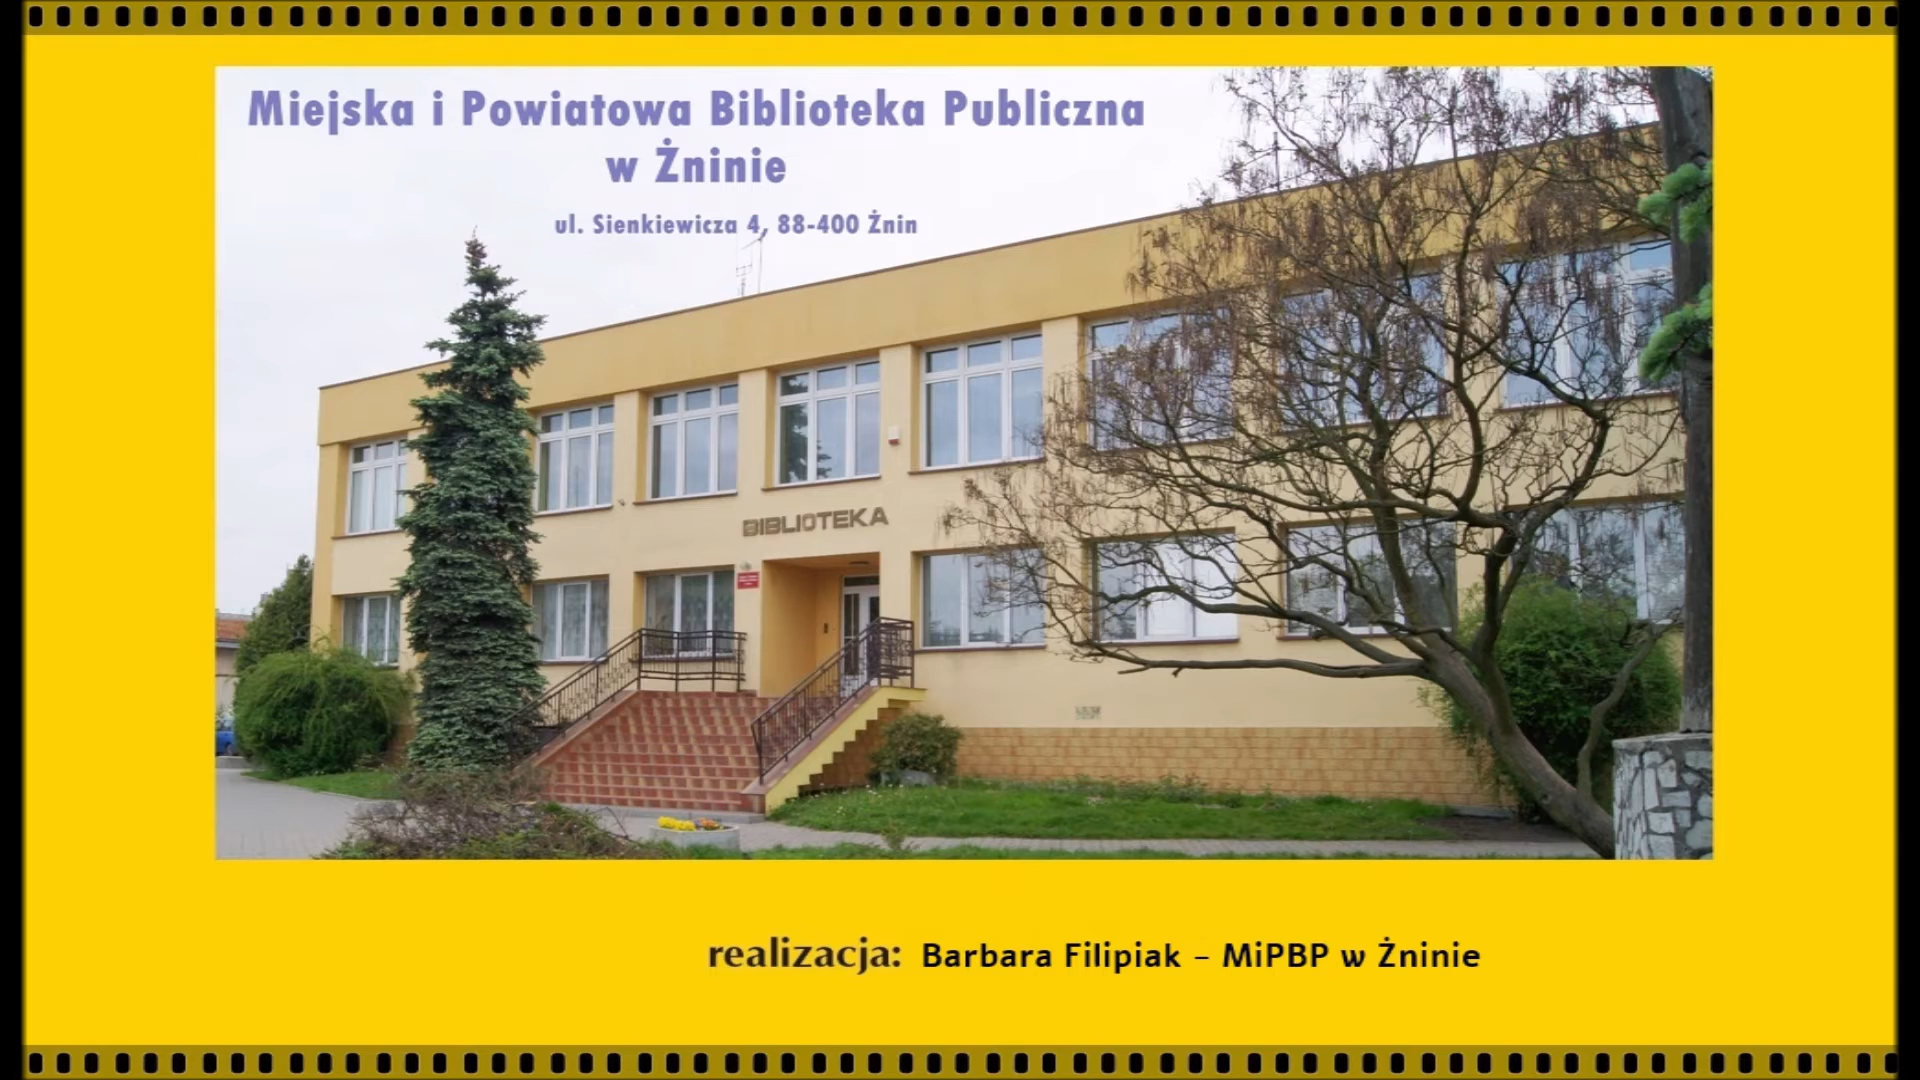 Miejska i Powiatowa Biblioteka Publiczna
w Żninie
ul. Sienkiewicza 4, 88-400 Żnin
BIBLIOTEKA
realizacja: Barbara Filipiak – MiPBP w Żninie